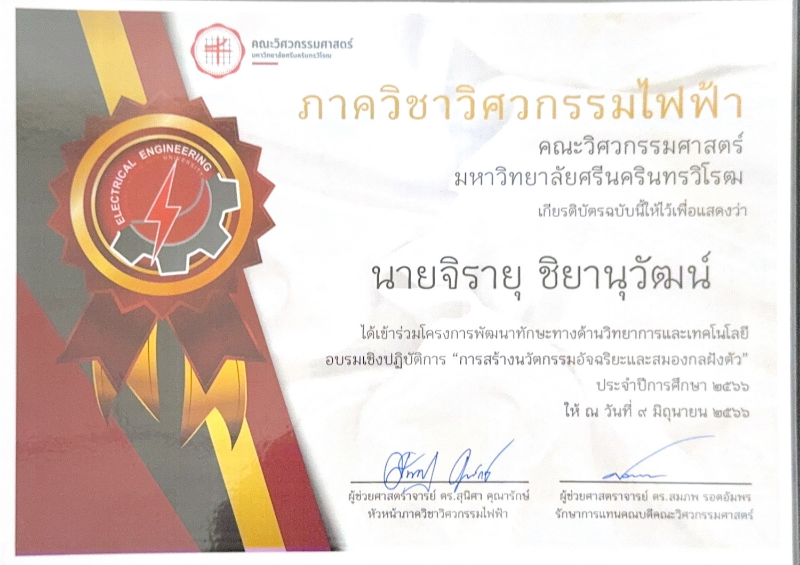 คณะวิศวกรรมศาสตร์
มหาวิทยาลัยศรีนครินทรวิโรฒ
ภาควิชาวิศวกรรมไฟฟ้า
คณะวิศวกรรมศาสตร์
มหาวิทยาลัยศรีนครินทรวิโรฒ
เกียรติบัตรฉบับนี้ให้ไว้เพื่อแสดงว่า
ELECTRICAL ENGINEERING
UNIVERSITY
นายจิรายุ ชิยานุวัฒน์
ได้เข้าร่วมโครงการพัฒนาทักษะทางด้านวิทยาการและเทคโนโลยี
อบรมเชิงปฏิบัติการ “การสร้างนวัตกรรมอัจฉริยะและสมองกลฝังตัว”
ประจำปีการศึกษา ๒๕๖๖
ให้ ณ วันที่ ๙ มิถุนายน ๒๕๖๖
ผู้ช่วยศาสตราจารย์ ดร.สุนิศา คุณารักษ์
หัวหน้าภาควิชาวิศวกรรมไฟฟ้า
ผู้ช่วยศาสตราจารย์ ดร.สมภพ รอดอัมพร
รักษาการแทนคณบดีคณะวิศวกรรมศาสตร์